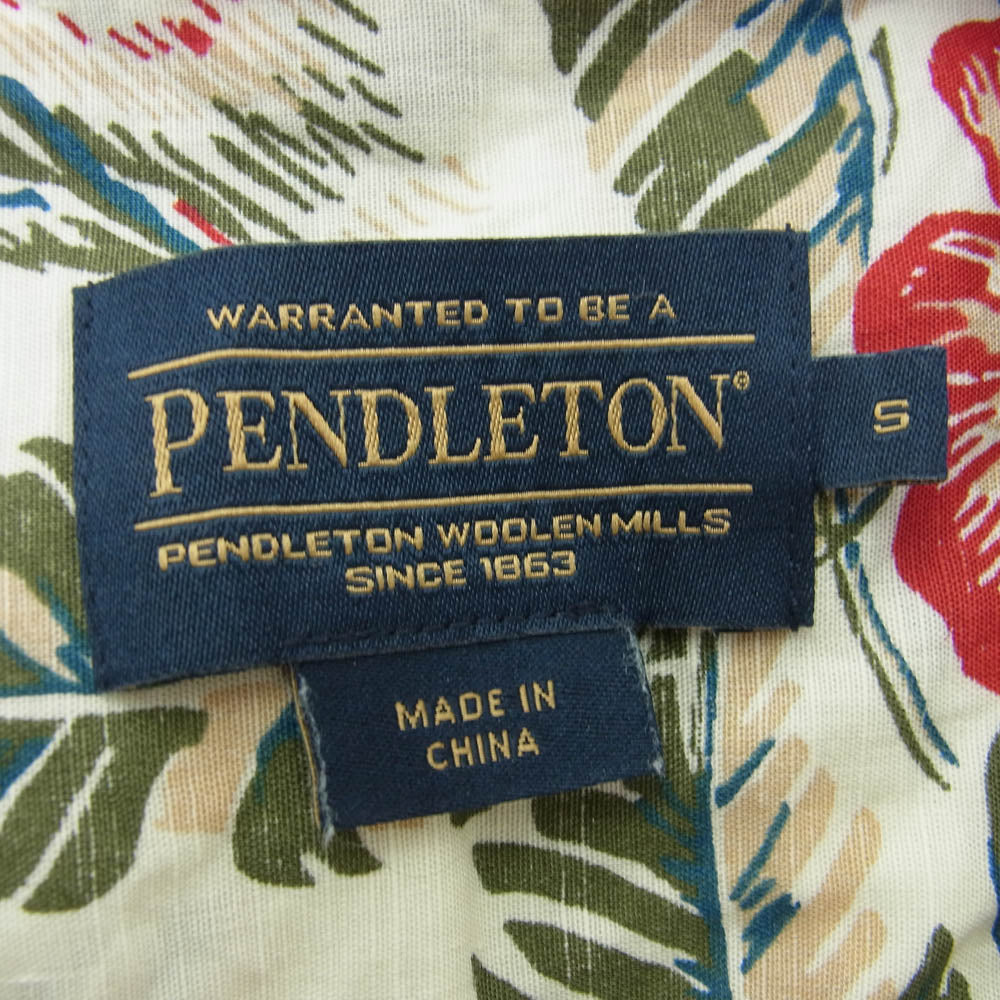 WARRANTED TO BE A
PENDLETON®
PENDLETON WOOLEN MILLS
SINCE 1863
S
MADE IN
CHINA